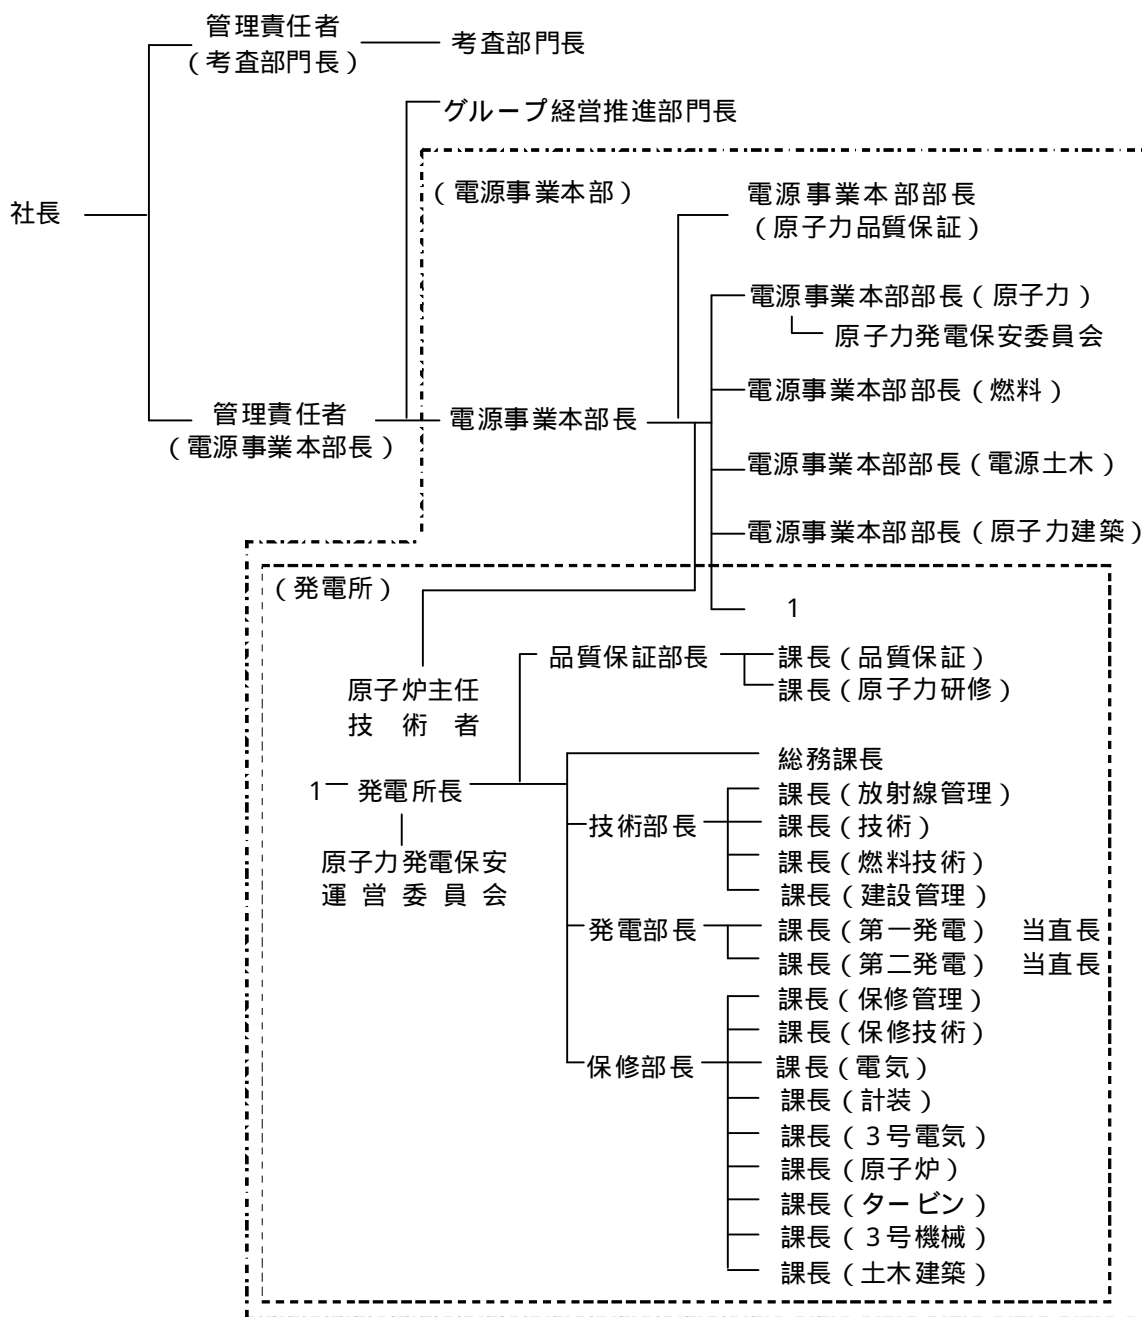 管理責任者
（考査部門長）
考査部門長
グループ経営推進部門長
社長
（電源事業本部）
電源事業本部部長
（原子力品質保証）
電源事業本部部長（原子力）
原子力発電保安委員会
電源事業本部部長（燃料）
管理責任者
（電源事業本部長）
電源事業本部長
電源事業本部部長（電源土木）
電源事業本部部長（原子力建築）
（発電所）
1
品質保証部長
課長（品質保証）
課長（原子力研修）
原子炉主任
技術者
総務課長
1
発電所長
課長（放射線管理）
技術部長
課長（技術）
原子力発電保安
運営委員会
課長（燃料技術）
課長（建設管理）
発電部長
課長（第一発電） 当直長
課長（第二発電） 当直長
課長（保修管理）
課長（保修技術）
保修部長
課長（電気）
課長（計装）
課長（3号電気）
課長（原子炉）
課長（タービン）
課長（3号機械）
課長（土木建築）